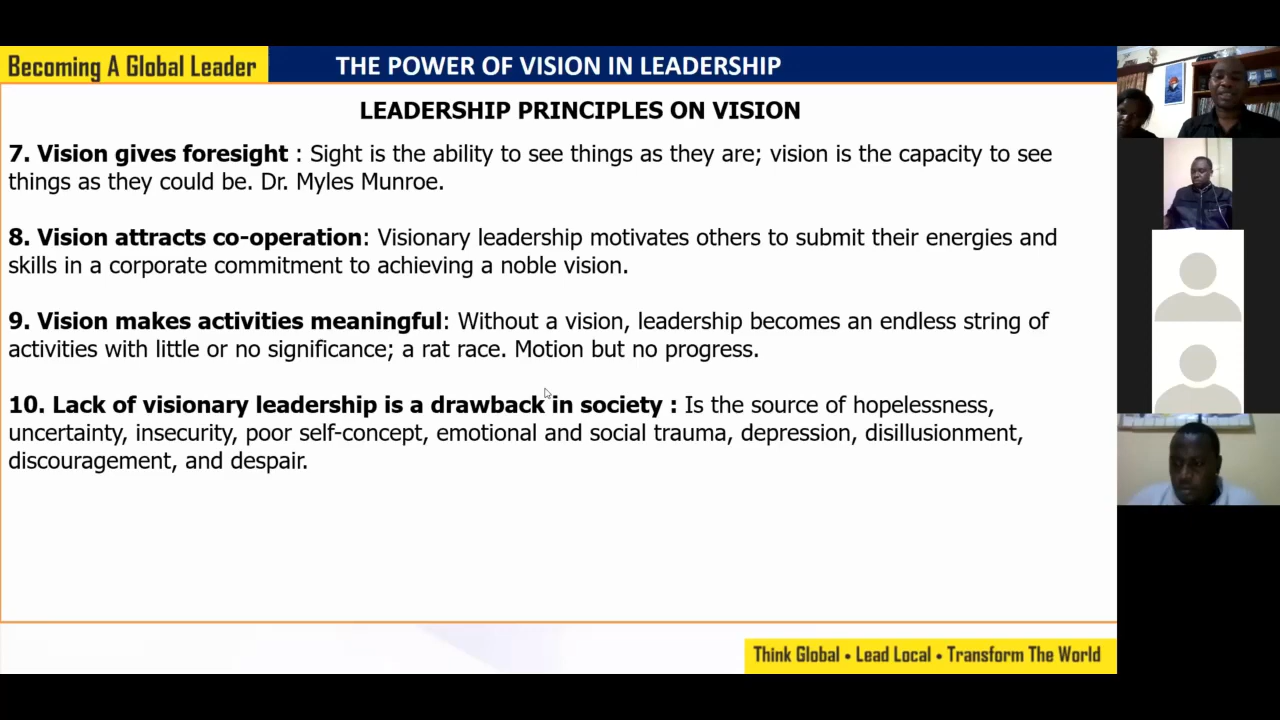 Becoming A Global Leader
THE POWER OF VISION IN LEADERSHIP
LEADERSHIP PRINCIPLES ON VISION
7. Vision gives foresight : Sight is the ability to see things as they are; vision is the capacity to see
things as they could be. Dr. Myles Munroe.
8. Vision attracts co-operation: Visionary leadership motivates others to submit their energies and
skills in a corporate commitment to achieving a noble vision.
9. Vision makes activities meaningful: Without a vision, leadership becomes an endless string of
activities with little or no significance; a rat race. Motion but no progress.
10. Lack of visionary leadership is a drawback in society : Is the source of hopelessness,
uncertainty, insecurity, poor self-concept, emotional and social trauma, depression, disillusionment,
discouragement, and despair.
Think Global • Lead Local • Transform The World